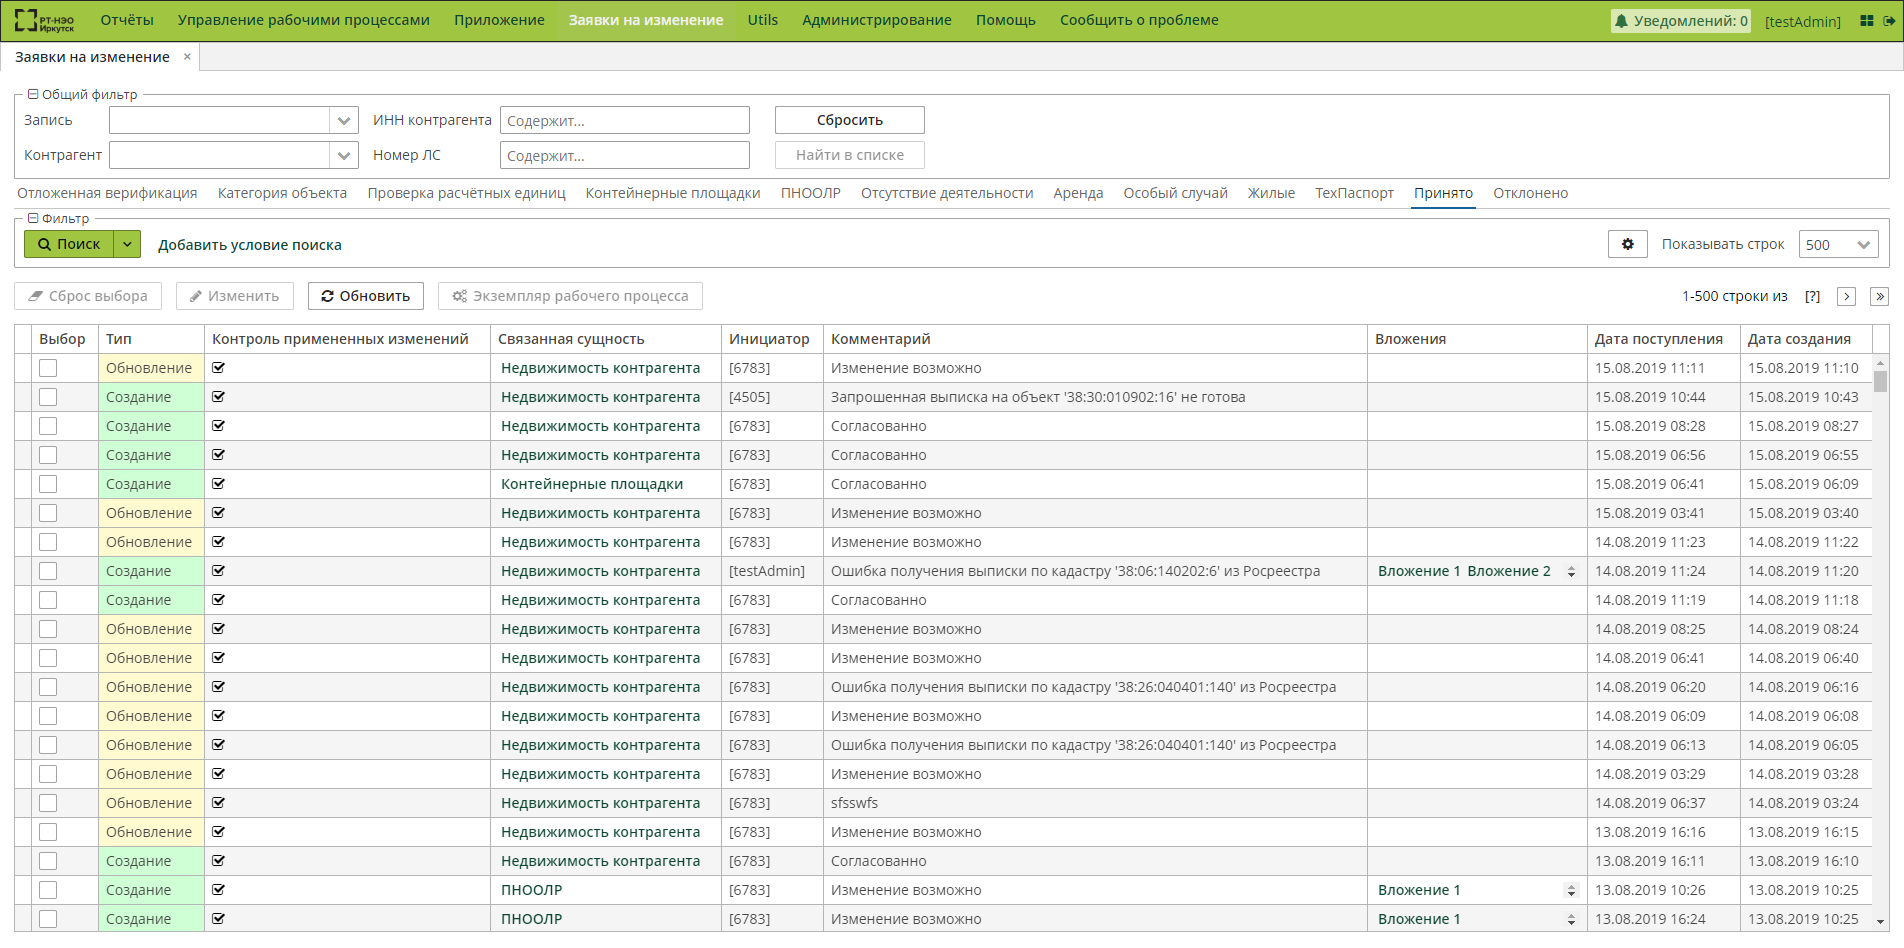 РТ-НЭО Иркутск Отчёты Управление рабочими процессами Приложение Заявки на изменение Utils Администрирование Помощь Сообщить о проблеме Уведомлений: 0 [testAdmin]
Заявки на изменение ×
Общий фильтр
Запись ИНН контрагента Содержит... Сбросить
Контрагент Номер ЛС Содержит... Найти в списке
Отложенная верификация Категория объекта Проверка расчётных единиц Контейнерные площадки ПНООЛР Отсутствие деятельности Аренда Особый случай Жилые ТехПаспорт Принято Отклонено
Фильтр
Поиск Добавить условие поиска Показывать строк 500
Сброс выбора Изменить Обновить Экземпляр рабочего процесса 1-500 строки из [?]
Выбор Тип Контроль примененных изменений Связанная сущность Инициатор Комментарий Вложения Дата поступления Дата создания
Обновление Недвижимость контрагента [6783] Изменение возможно 15.08.2019 11:11 15.08.2019 11:10
Создание Недвижимость контрагента [4505] Запрошенная выписка на объект '38:30:010902:16' не готова 15.08.2019 10:44 15.08.2019 10:43
Создание Недвижимость контрагента [6783] Согласованно 15.08.2019 08:28 15.08.2019 08:27
Создание Недвижимость контрагента [6783] Согласованно 15.08.2019 06:56 15.08.2019 06:55
Создание Контейнерные площадки [6783] Согласованно 15.08.2019 06:41 15.08.2019 06:09
Обновление Недвижимость контрагента [6783] Изменение возможно 15.08.2019 03:41 15.08.2019 03:40
Обновление Недвижимость контрагента [6783] Изменение возможно 14.08.2019 11:23 14.08.2019 11:22
Создание Недвижимость контрагента [testAdmin] Ошибка получения выписки по кадастру '38:06:140202:6' из Росреестра Вложение 1 Вложение 2 14.08.2019 11:24 14.08.2019 11:20
Создание Недвижимость контрагента [6783] Согласованно 14.08.2019 11:19 14.08.2019 11:18
Обновление Недвижимость контрагента [6783] Изменение возможно 14.08.2019 08:25 14.08.2019 08:24
Обновление Недвижимость контрагента [6783] Изменение возможно 14.08.2019 06:41 14.08.2019 06:40
Обновление Недвижимость контрагента [6783] Ошибка получения выписки по кадастру '38:26:040401:140' из Росреестра 14.08.2019 06:20 14.08.2019 06:16
Обновление Недвижимость контрагента [6783] Изменение возможно 14.08.2019 06:09 14.08.2019 06:08
Обновление Недвижимость контрагента [6783] Ошибка получения выписки по кадастру '38:26:040401:140' из Росреестра 14.08.2019 06:13 14.08.2019 06:05
Обновление Недвижимость контрагента [6783] Изменение возможно 14.08.2019 03:29 14.08.2019 03:28
Обновление Недвижимость контрагента [6783] sfsswfs 14.08.2019 06:37 14.08.2019 03:24
Обновление Недвижимость контрагента [6783] Изменение возможно 13.08.2019 16:16 13.08.2019 16:15
Создание Недвижимость контрагента [6783] Согласованно 13.08.2019 16:11 13.08.2019 16:10
Создание ПНООЛР [6783] Изменение возможно Вложение 1 13.08.2019 10:26 13.08.2019 10:25
Создание ПНООЛР [6783] Изменение возможно Вложение 1 13.08.2019 16:24 13.08.2019 10:25